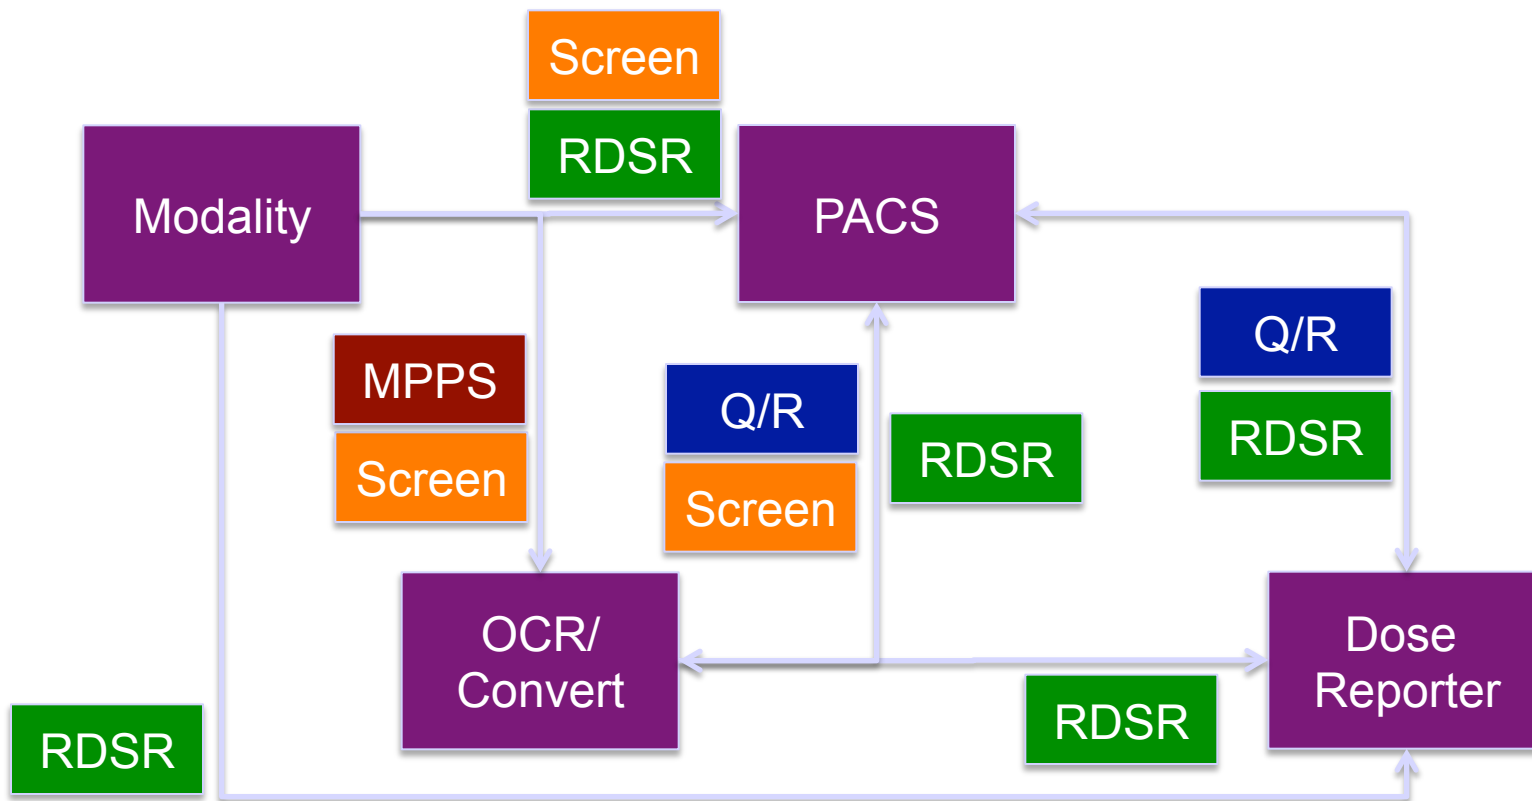 Screen
RDSR
Modality
PACS
MPPS
Screen
Q/R
Screen
RDSR
Q/R
RDSR
OCR/
Convert
Dose
Reporter
RDSR
RDSR